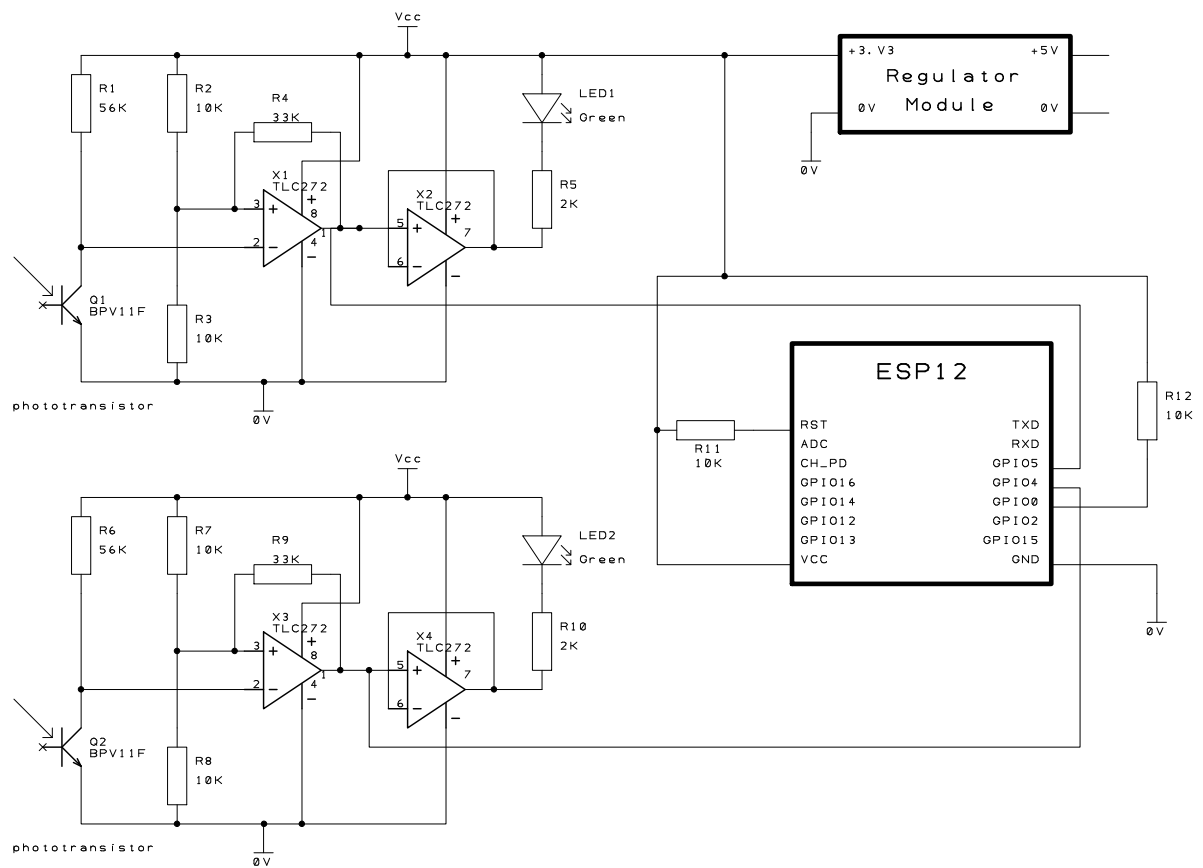 Vcc
+3.V3
+5V
Regulator
Module
0V
0V
0V
R1
56K
R2
10K
R4
33K
LED1
Green
R5
2K
X1
TLC272
+
8
3
+
1
2
−
4
−
X2
TLC272
+
5
+
7
6
−
−
Q1
BPV11F
R3
10K
phototransistor
0V
ESP12
R12
10K
R11
10K
RST
ADC
CH_PD
GPIO16
GPIO14
GPIO12
GPIO13
VCC
TXD
RXD
GPIO5
GPIO4
GPIO0
GPIO2
GPIO15
GND
0V
Vcc
R6
56K
R7
10K
R9
33K
LED2
Green
R10
2K
X3
TLC272
+
8
3
+
1
2
−
4
−
X4
TLC272
+
5
+
7
6
−
−
Q2
BPV11F
R8
10K
phototransistor
0V